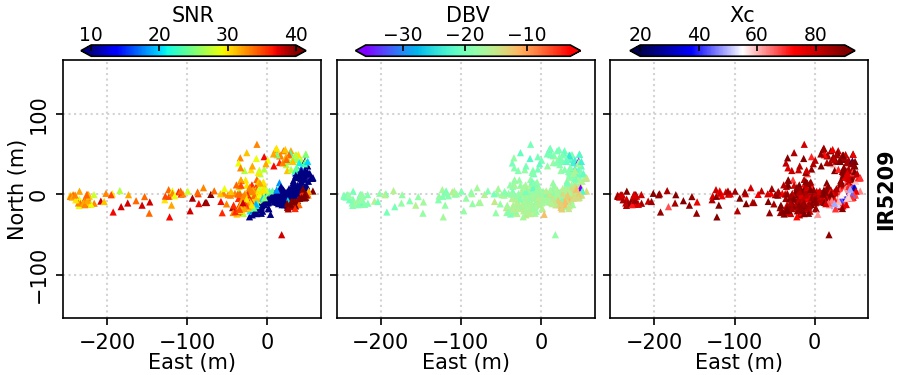 SNR DBV Xc
10 20 30 40 −30 −20 −10 20 40 60 80
100
0
−100
North (m)
IR5209
−200 −100 0 −200 −100 0 −200 −100 0
East (m) East (m) East (m)